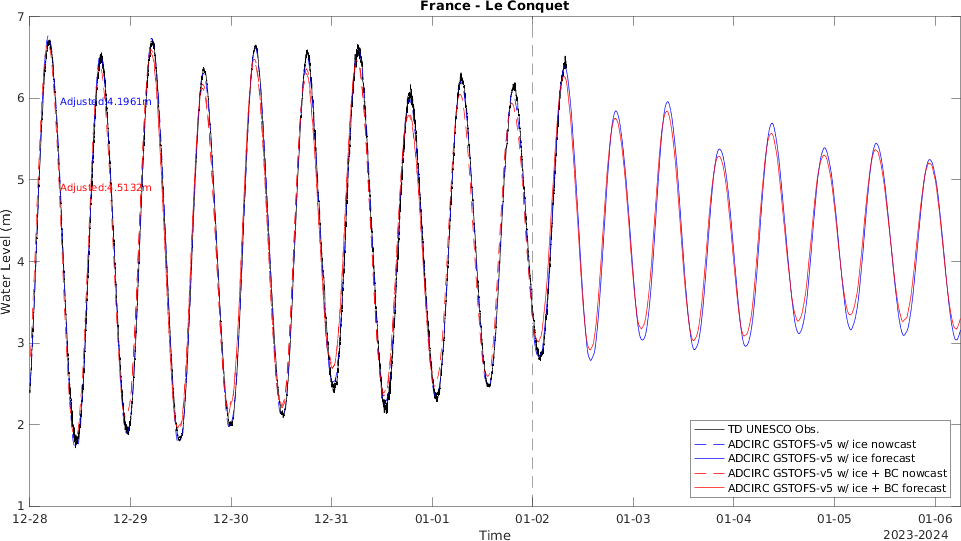 France - Le Conquet
7
6
5
4
3
2
1
Water Level (m)
Adjusted:4.1961m
Adjusted:4.5132m
TD UNESCO Obs.
ADCIRC GSTOFS-v5 w/ ice nowcast
ADCIRC GSTOFS-v5 w/ ice forecast
ADCIRC GSTOFS-v5 w/ ice + BC nowcast
ADCIRC GSTOFS-v5 w/ ice + BC forecast
12-28 12-29 12-30 12-31 01-01 01-02 01-03 01-04 01-05 01-06
Time
2023-2024